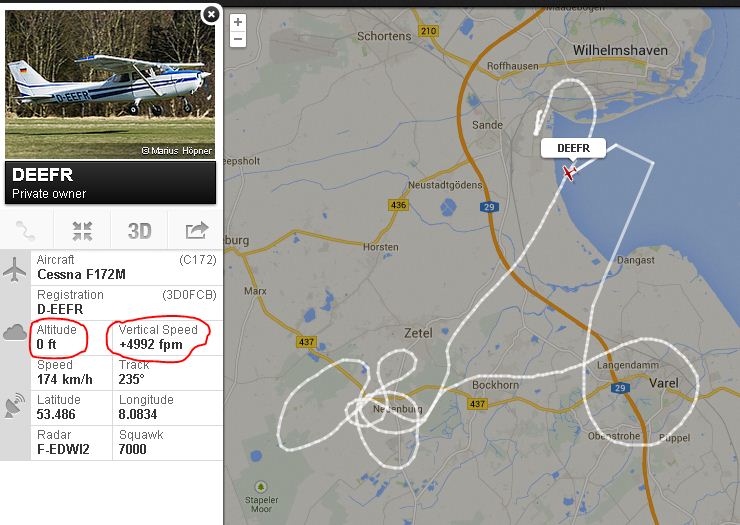 D-EEFR
© Marius Höpner
DEEFR
Private owner
3D
Aircraft (C172)
Cessna F172M
Registration (3D0FCB)
D-EEFR
Altitude Vertical Speed
0 ft +4992 fpm
Speed Track
174 km/h 235°
Latitude Longitude
53.486 8.0834
Radar Squawk
F-EDWI2 7000
+
−
Schortens
210
Wilhelmshaven
Roffhausen
Sande
DEEFR
Neustadtgödens
436
29
Horsten
Dangast
Marx
437
Zetel
Langendamm
Bockhorn
29
Varel
437
Neuenburg
Obenstrohe
Stapeler
Moor